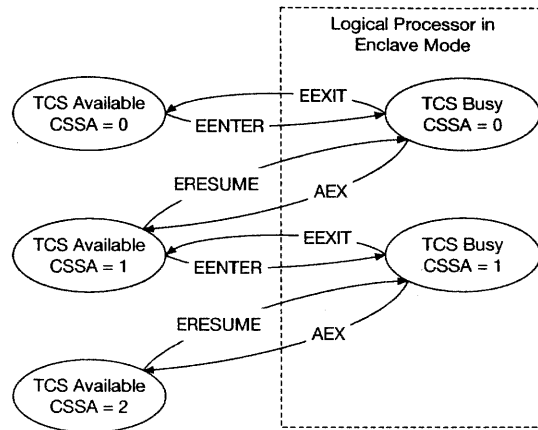 Logical Processor in
Enclave Mode
EEXIT
TCS Available
CSSA = 0
TCS Busy
CSSA = 0
EENTER
ERESUME
AEX
EEXIT
TCS Available
CSSA = 1
TCS Busy
CSSA = 1
EENTER
ERESUME
AEX
TCS Available
CSSA = 2